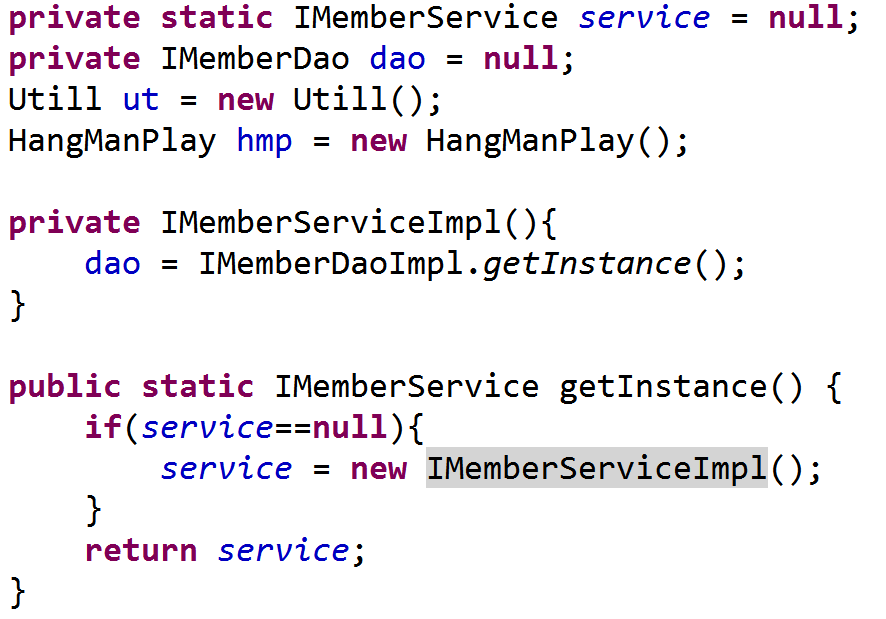 private static IMemberService service = null;
private IMemberDao dao = null;
Utill ut = new Utill();
HangManPlay hmp = new HangManPlay();
private IMemberServiceImpl(){
dao = IMemberDaoImpl.getInstance();
}
public static IMemberService getInstance() {
if(service==null){
service = new IMemberServiceImpl();
}
return service;
}